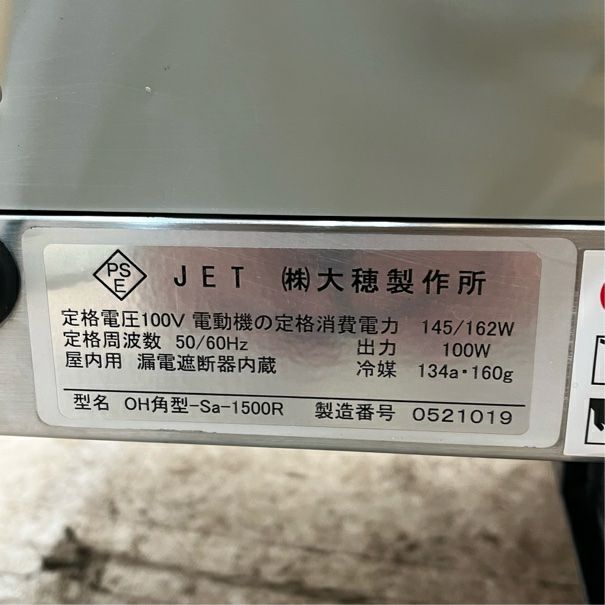 PS
E
JET ㈱大穂製作所
定格電圧100V 電動機の定格消費電力 145/162W
定格周波数 50/60Hz 出力 100W
屋内用 漏電遮断器内蔵 冷媒 134a・160g
型名 OH角型-Sa-1500R 製造番号 0521019